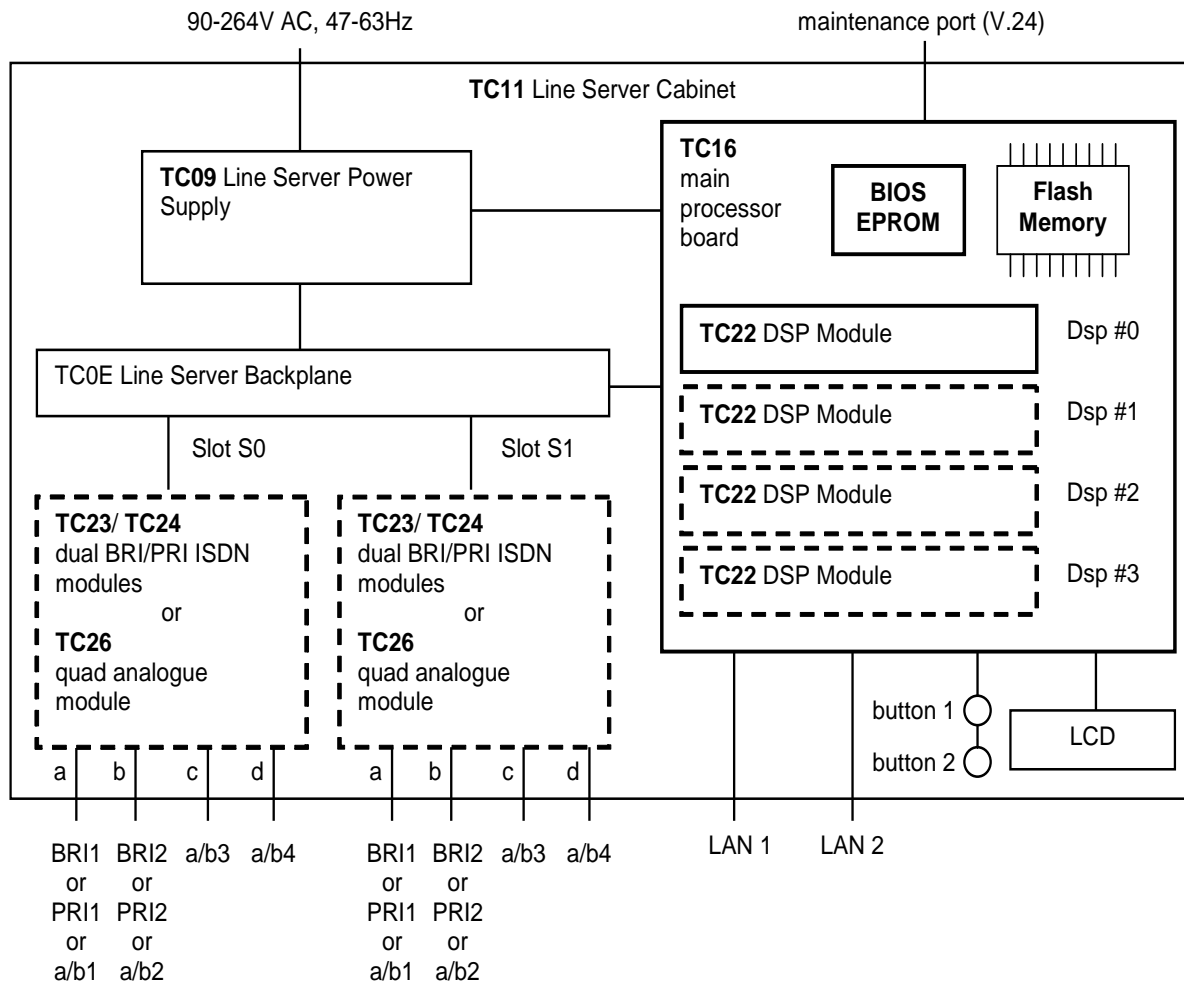 90-264V AC, 47-63Hz
maintenance port (V.24)
TC11 Line Server Cabinet
TC09 Line Server Power
Supply
TC16
main
processor
board
BIOS
EPROM
Flash
Memory
TC22 DSP Module
Dsp #0
TC22 DSP Module
Dsp #1
TC22 DSP Module
Dsp #2
TC22 DSP Module
Dsp #3
TC0E Line Server Backplane
Slot S0
Slot S1
TC23/ TC24
dual BRI/PRI ISDN
modules
or
TC26
quad analogue
module
TC23/ TC24
dual BRI/PRI ISDN
modules
or
TC26
quad analogue
module
button 1
button 2
LCD
a b c d
a b c d
BRI1 BRI2 a/b3 a/b4
or or
PRI1 PRI2
or or
a/b1 a/b2
BRI1 BRI2 a/b3 a/b4
or or
PRI1 PRI2
or or
a/b1 a/b2
LAN 1
LAN 2